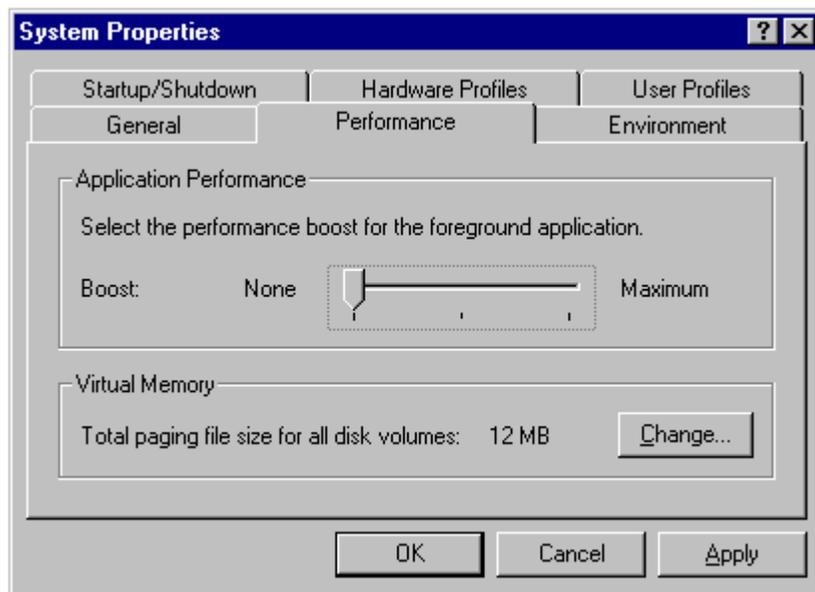 System Properties
Startup/Shutdown Hardware Profiles User Profiles
General Performance Environment
Application Performance
Select the performance boost for the foreground application.
Boost: None Maximum
Virtual Memory
Total paging file size for all disk volumes: 12 MB Change...
OK Cancel Apply